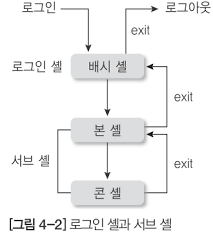 로그인
로그아웃
exit
로그인 셸
배시 셸
exit
본 셸
서브 셸
exit
콘 셸
[그림 4-2] 로그인 셸과 서브 셸